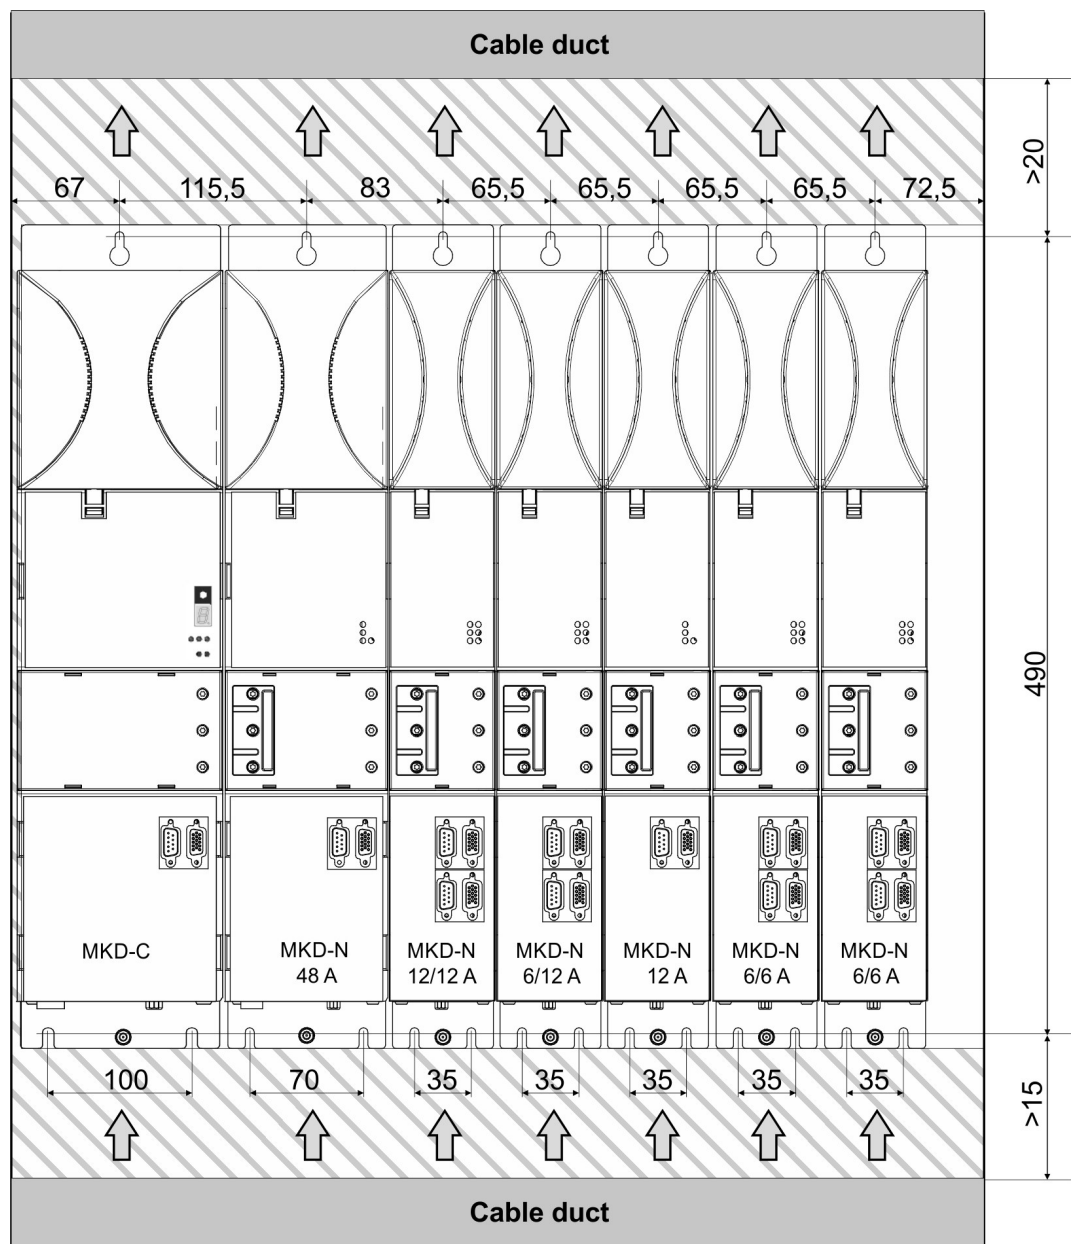 Cable duct
>20
67 115,5 83 65,5 65,5 65,5 65,5 72,5
490
MKD-C
MKD-N
48 A
MKD-N
12/12 A
MKD-N
6/12 A
MKD-N
12 A
MKD-N
6/6 A
MKD-N
6/6 A
100 70 35 35 35 35 35
>15
Cable duct